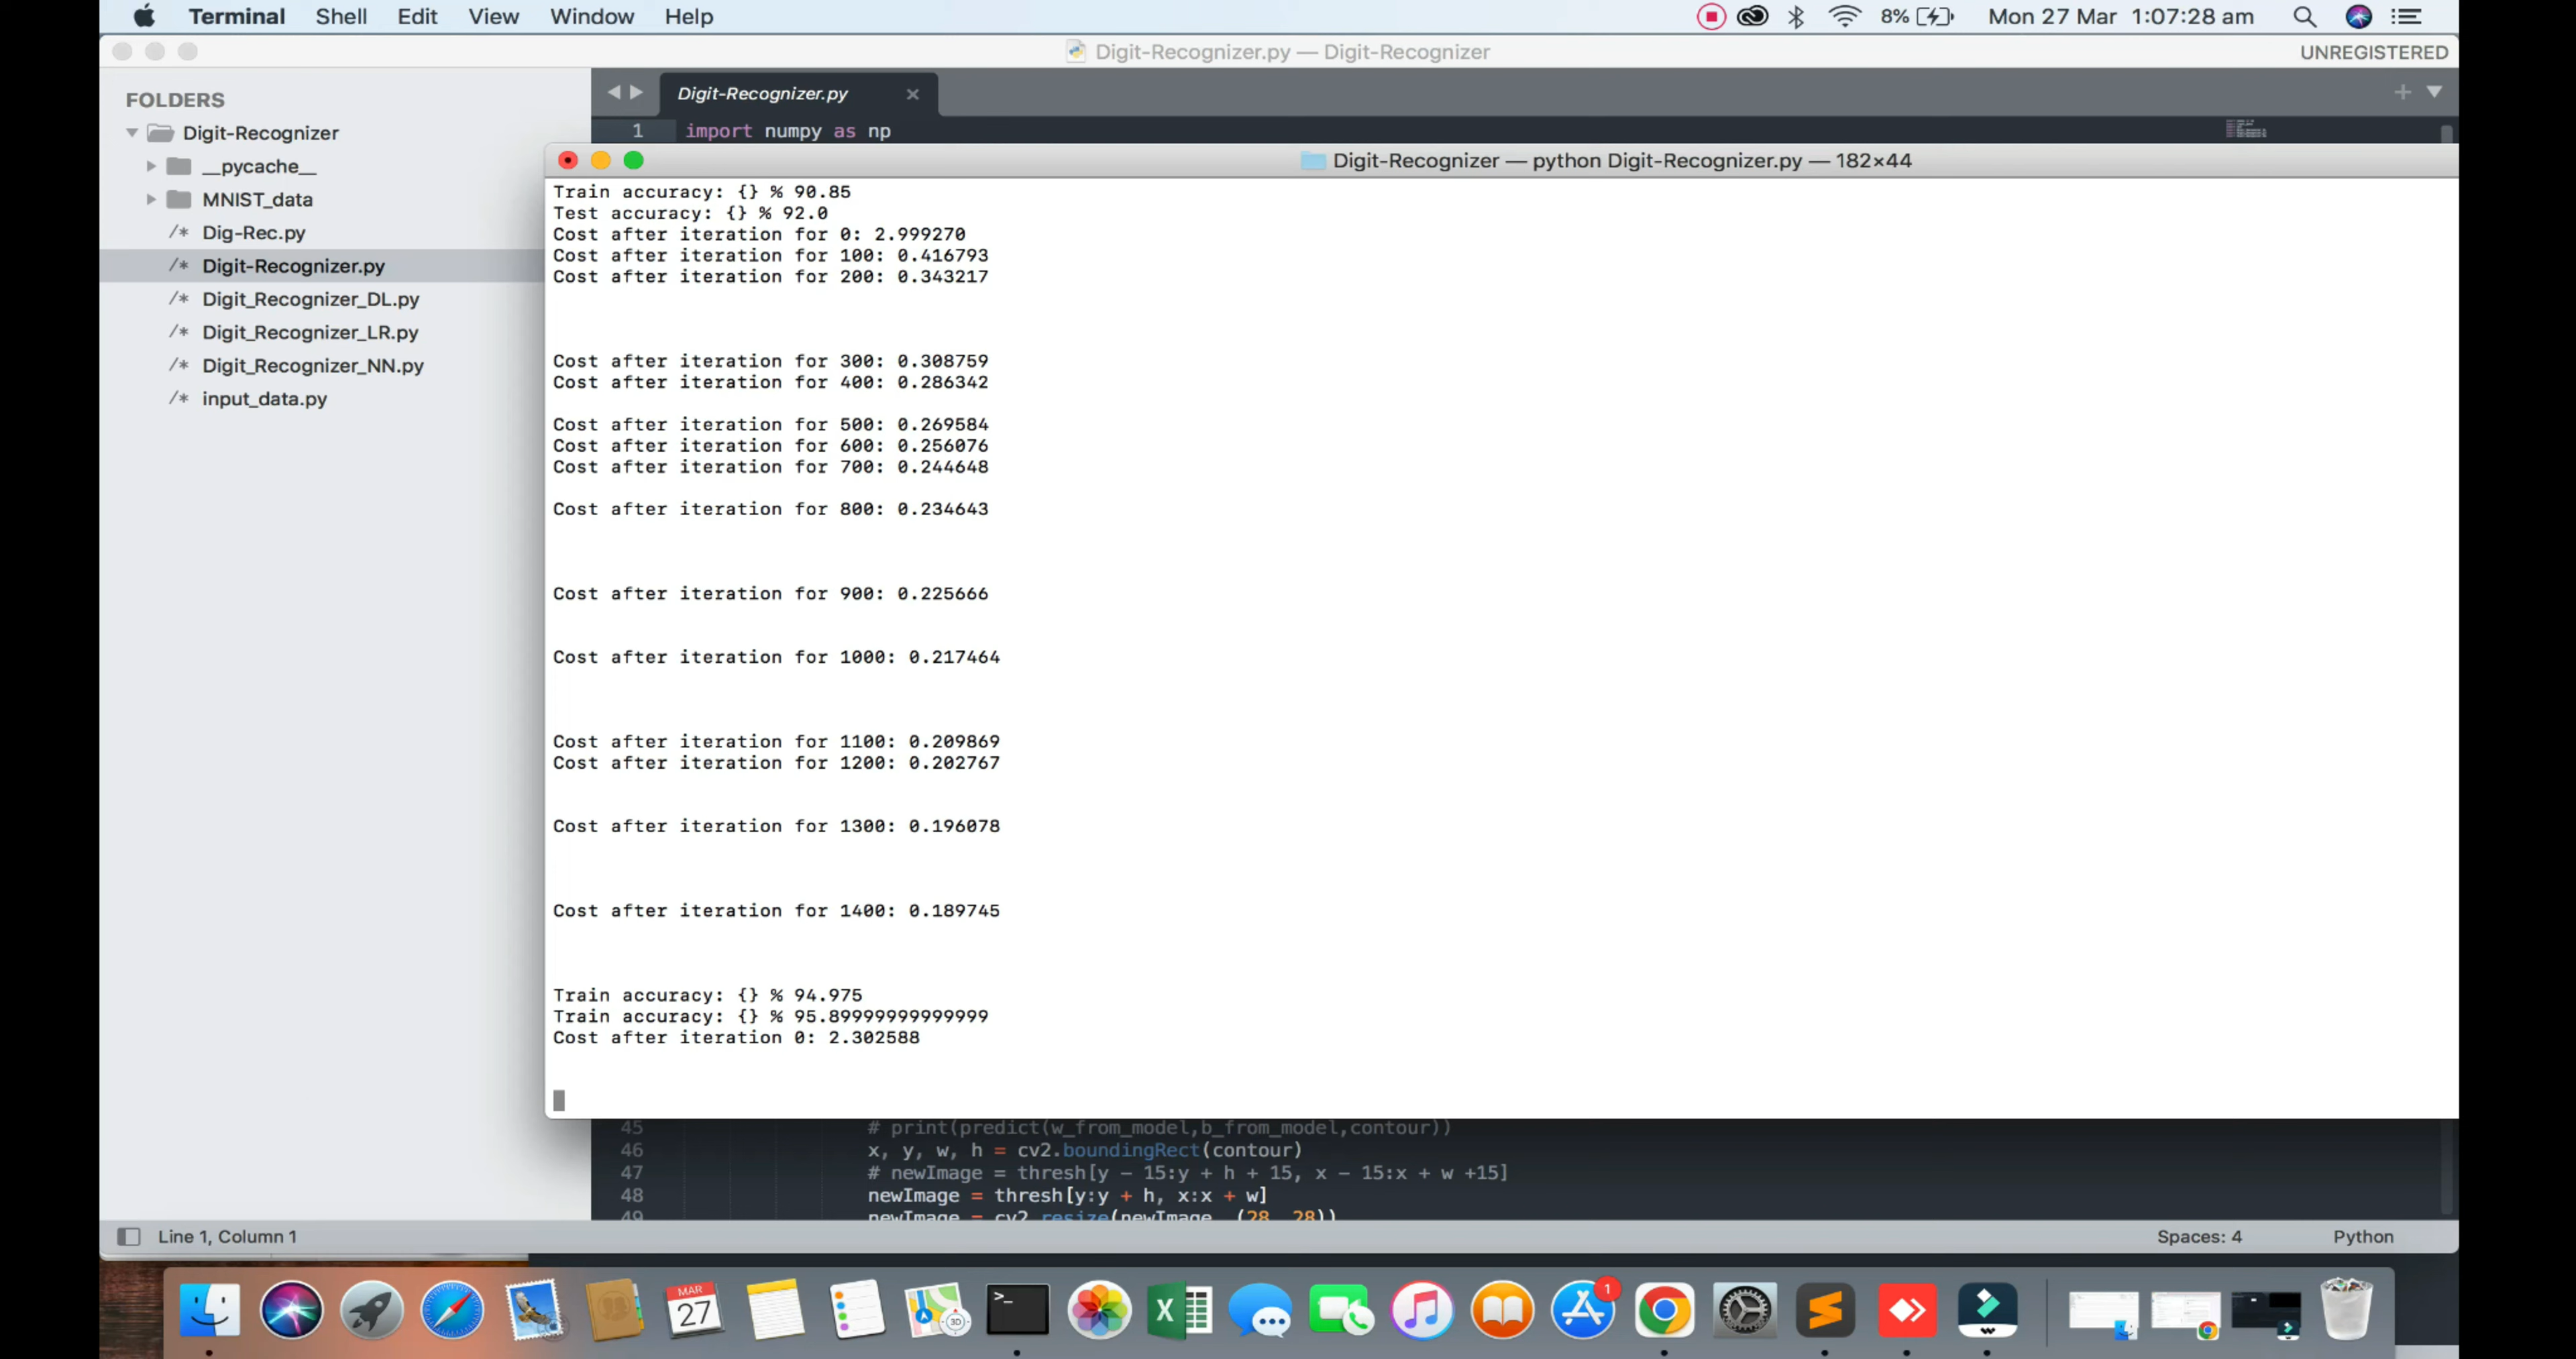 Terminal Shell Edit View Window Help 8% Mon 27 Mar 1:07:28 am
Digit-Recognizer.py — Digit-Recognizer UNREGISTERED
FOLDERS
Digit-Recognizer
__pycache__
MNIST_data
/* Dig-Rec.py
/* Digit-Recognizer.py
/* Digit_Recognizer_DL.py
/* Digit_Recognizer_LR.py
/* Digit_Recognizer_NN.py
/* input_data.py
Digit-Recognizer.py ×
1 import numpy as np
Digit-Recognizer — python Digit-Recognizer.py — 182×44
Train accuracy: {} % 90.85
Test accuracy: {} % 92.0
Cost after iteration for 0: 2.999270
Cost after iteration for 100: 0.416793
Cost after iteration for 200: 0.343217
Cost after iteration for 300: 0.308759
Cost after iteration for 400: 0.286342
Cost after iteration for 500: 0.269584
Cost after iteration for 600: 0.256076
Cost after iteration for 700: 0.244648
Cost after iteration for 800: 0.234643
Cost after iteration for 900: 0.225666
Cost after iteration for 1000: 0.217464
Cost after iteration for 1100: 0.209869
Cost after iteration for 1200: 0.202767
Cost after iteration for 1300: 0.196078
Cost after iteration for 1400: 0.189745
Train accuracy: {} % 94.975
Train accuracy: {} % 95.89999999999999
Cost after iteration 0: 2.302588
45 # print(predict(w_from_model,b_from_model,contour))
46 x, y, w, h = cv2.boundingRect(contour)
47 # newImage = thresh[y - 15:y + h + 15, x - 15:x + w +15]
48 newImage = thresh[y:y + h, x:x + w]
49 newImage = cv2.resize(newImage, (28, 28))
Line 1, Column 1 Spaces: 4 Python
MAR
27
3D
>_
X
1